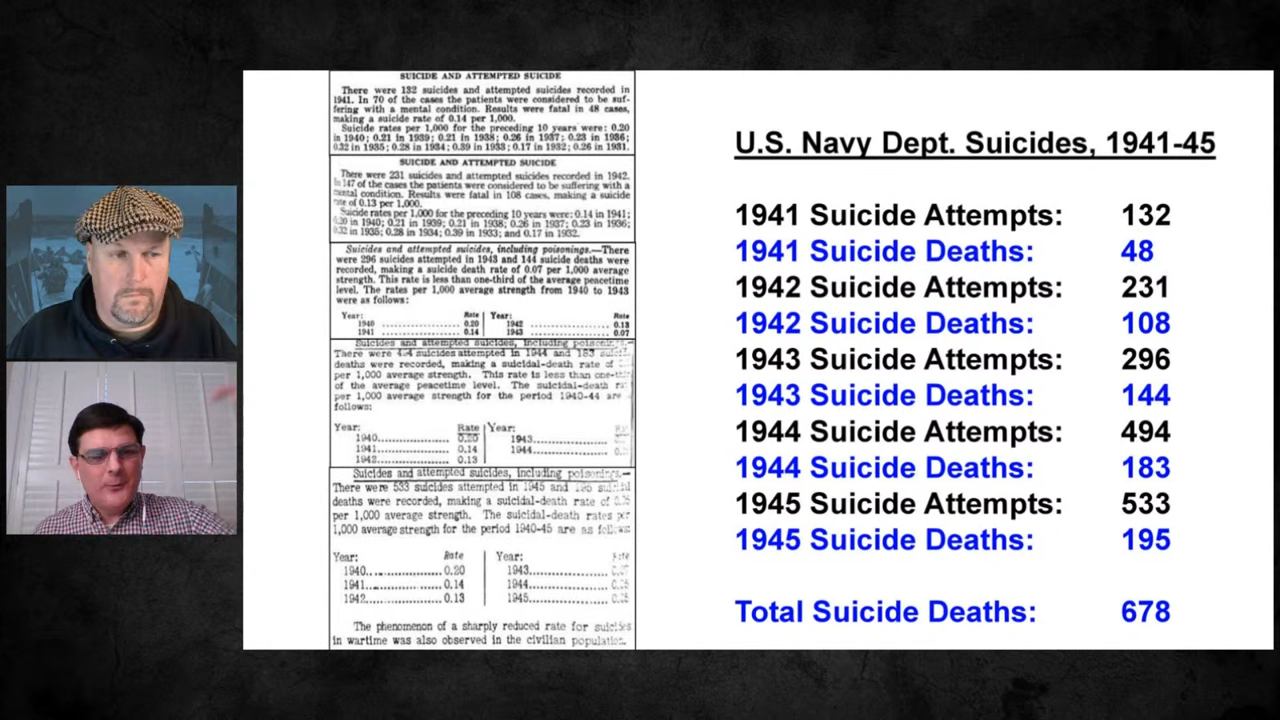 SUICIDE AND ATTEMPTED SUICIDE
There were 132 suicides and attempted suicides recorded in
1941. In 70 of the cases the patients were considered to be suf-
fering with a mental condition. Results were fatal in 48 cases,
making a suicide rate of 0.14 per 1,000.
Suicide rates per 1,000 for the preceding 10 years were: 0.20
in 1940; 0.21 in 1939; 0.21 in 1938; 0.26 in 1937; 0.23 in 1936;
0.32 in 1935; 0.28 in 1934; 0.39 in 1933; 0.17 in 1932; 0.26 in 1931.
SUICIDE AND ATTEMPTED SUICIDE
There were 231 suicides and attempted suicides recorded in 1942.
In 147 of the cases the patients were considered to be suffering with a
mental condition. Results were fatal in 108 cases, making a suicide
rate of 0.13 per 1,000.
Suicide rates per 1,000 for the preceding 10 years were: 0.14 in 1941;
0.20 in 1940; 0.21 in 1939; 0.21 in 1938; 0.26 in 1937; 0.23 in 1936;
0.32 in 1935; 0.28 in 1934; 0.39 in 1933; and 0.17 in 1932.
Suicides and attempted suicides, including poisonings.—There
were 296 suicides attempted in 1943 and 144 suicide deaths were
recorded, making a suicide death rate of 0.07 per 1,000 average
strength. This rate is less than one-third of the average peacetime
level. The rates per 1,000 average strength from 1940 to 1943
were as follows:
Year: Rate Year: Rate
1940 0.20 1942 0.13
1941 0.14 1943 0.07
Suicides and attempted suicides, including poisonings.—
There were suicides attempted in 1944 and 183
deaths were recorded, making a suicidal-death rate of
per 1,000 average strength. This rate is less than
of the average peacetime level. The suicidal-death
per 1,000 average strength for the period 1940-44 are
follows:
Year: Rate Year:
1940 0.20 1943
1941 0.14 1944
1942 0.13
Suicides and attempted suicides, including poisonings.—
There were 533 suicides attempted in 1945 and 195
deaths were recorded, making a suicidal-death rate of
per 1,000 average strength. The suicidal-death rates per
1,000 average strength for the period 1940-45 are as follows:
Year: Rate Year:
1940 0.20 1943
1941 0.14 1944
1942 0.13 1945
The phenomenon of a sharply reduced rate for suicides
in wartime was also observed in the civilian population.
U.S. Navy Dept. Suicides, 1941-45
1941 Suicide Attempts: 132
1941 Suicide Deaths: 48
1942 Suicide Attempts: 231
1942 Suicide Deaths: 108
1943 Suicide Attempts: 296
1943 Suicide Deaths: 144
1944 Suicide Attempts: 494
1944 Suicide Deaths: 183
1945 Suicide Attempts: 533
1945 Suicide Deaths: 195
Total Suicide Deaths: 678